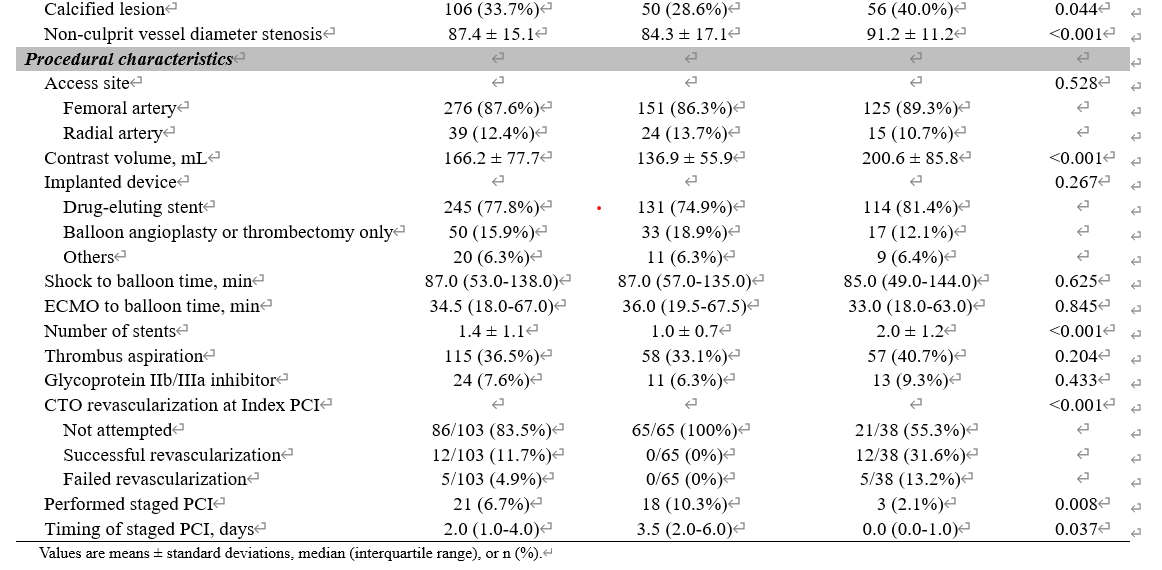 Calcified lesion 106 (33.7%) 50 (28.6%) 56 (40.0%) 0.044
Non-culprit vessel diameter stenosis 87.4 ± 15.1 84.3 ± 17.1 91.2 ± 11.2 <0.001
Procedural characteristics
Access site 0.528
Femoral artery 276 (87.6%) 151 (86.3%) 125 (89.3%)
Radial artery 39 (12.4%) 24 (13.7%) 15 (10.7%)
Contrast volume, mL 166.2 ± 77.7 136.9 ± 55.9 200.6 ± 85.8 <0.001
Implanted device 0.267
Drug-eluting stent 245 (77.8%) 131 (74.9%) 114 (81.4%)
Balloon angioplasty or thrombectomy only 50 (15.9%) 33 (18.9%) 17 (12.1%)
Others 20 (6.3%) 11 (6.3%) 9 (6.4%)
Shock to balloon time, min 87.0 (53.0-138.0) 87.0 (57.0-135.0) 85.0 (49.0-144.0) 0.625
ECMO to balloon time, min 34.5 (18.0-67.0) 36.0 (19.5-67.5) 33.0 (18.0-63.0) 0.845
Number of stents 1.4 ± 1.1 1.0 ± 0.7 2.0 ± 1.2 <0.001
Thrombus aspiration 115 (36.5%) 58 (33.1%) 57 (40.7%) 0.204
Glycoprotein IIb/IIIa inhibitor 24 (7.6%) 11 (6.3%) 13 (9.3%) 0.433
CTO revascularization at Index PCI <0.001
Not attempted 86/103 (83.5%) 65/65 (100%) 21/38 (55.3%)
Successful revascularization 12/103 (11.7%) 0/65 (0%) 12/38 (31.6%)
Failed revascularization 5/103 (4.9%) 0/65 (0%) 5/38 (13.2%)
Performed staged PCI 21 (6.7%) 18 (10.3%) 3 (2.1%) 0.008
Timing of staged PCI, days 2.0 (1.0-4.0) 3.5 (2.0-6.0) 0.0 (0.0-1.0) 0.037
Values are means ± standard deviations, median (interquartile range), or n (%).